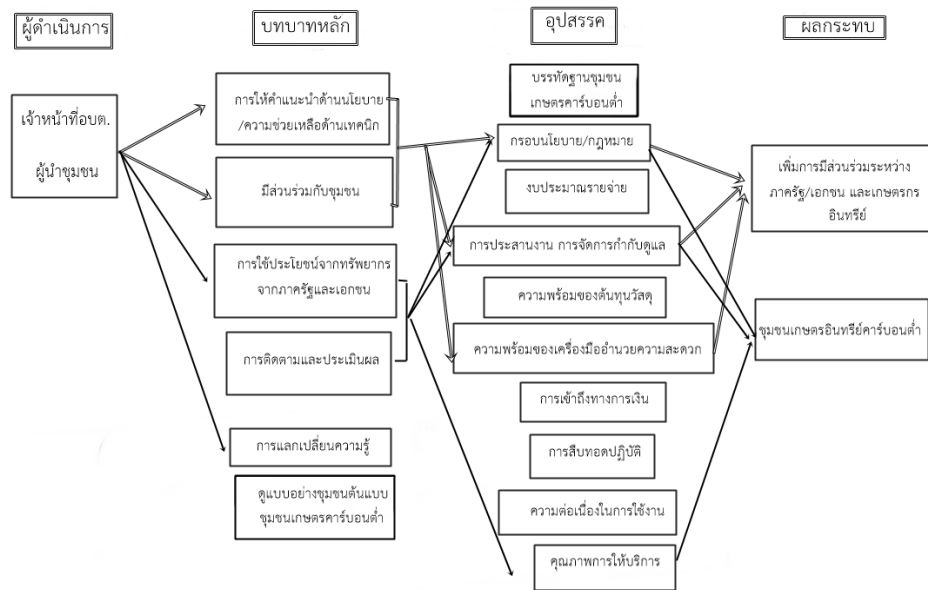 ผู้ดำเนินการ
บทบาทหลัก
อุปสรรค
ผลกระทบ
เจ้าหน้าที่อบต.
ผู้นำชุมชน
การให้คำแนะนำด้านนโยบาย
/ความช่วยเหลือด้านเทคนิก
มีส่วนร่วมกับชุมชน
การใช้ประโยชน์จากทรัพยากร
จากภาครัฐและเอกชน
การติดตามและประเมินผล
การแลกเปลี่ยนความรู้
ดูแบบอย่างชุมชนต้นแบบ
ชุมชนเกษตรคาร์บอนต่ำ
บรรทัดฐานชุมชน
เกษตรคาร์บอนต่ำ
กรอบนโยบาย/กฎหมาย
งบประมาณรายจ่าย
การประสานงาน การจัดการกำกับดูแล
ความพร้อมของต้นทุนวัสดุ
ความพร้อมของเครื่องมืออำนวยความสะดวก
การเข้าถึงทางการเงิน
การสืบทอดปฏิบัติ
ความต่อเนื่องในการใช้งาน
คุณภาพการให้บริการ
เพิ่มการมีส่วนร่วมระหว่าง
ภาครัฐ/เอกชน และเกษตรกร
อินทรีย์
ชุมชนเกษตรอินทรีย์คาร์บอนต่ำ